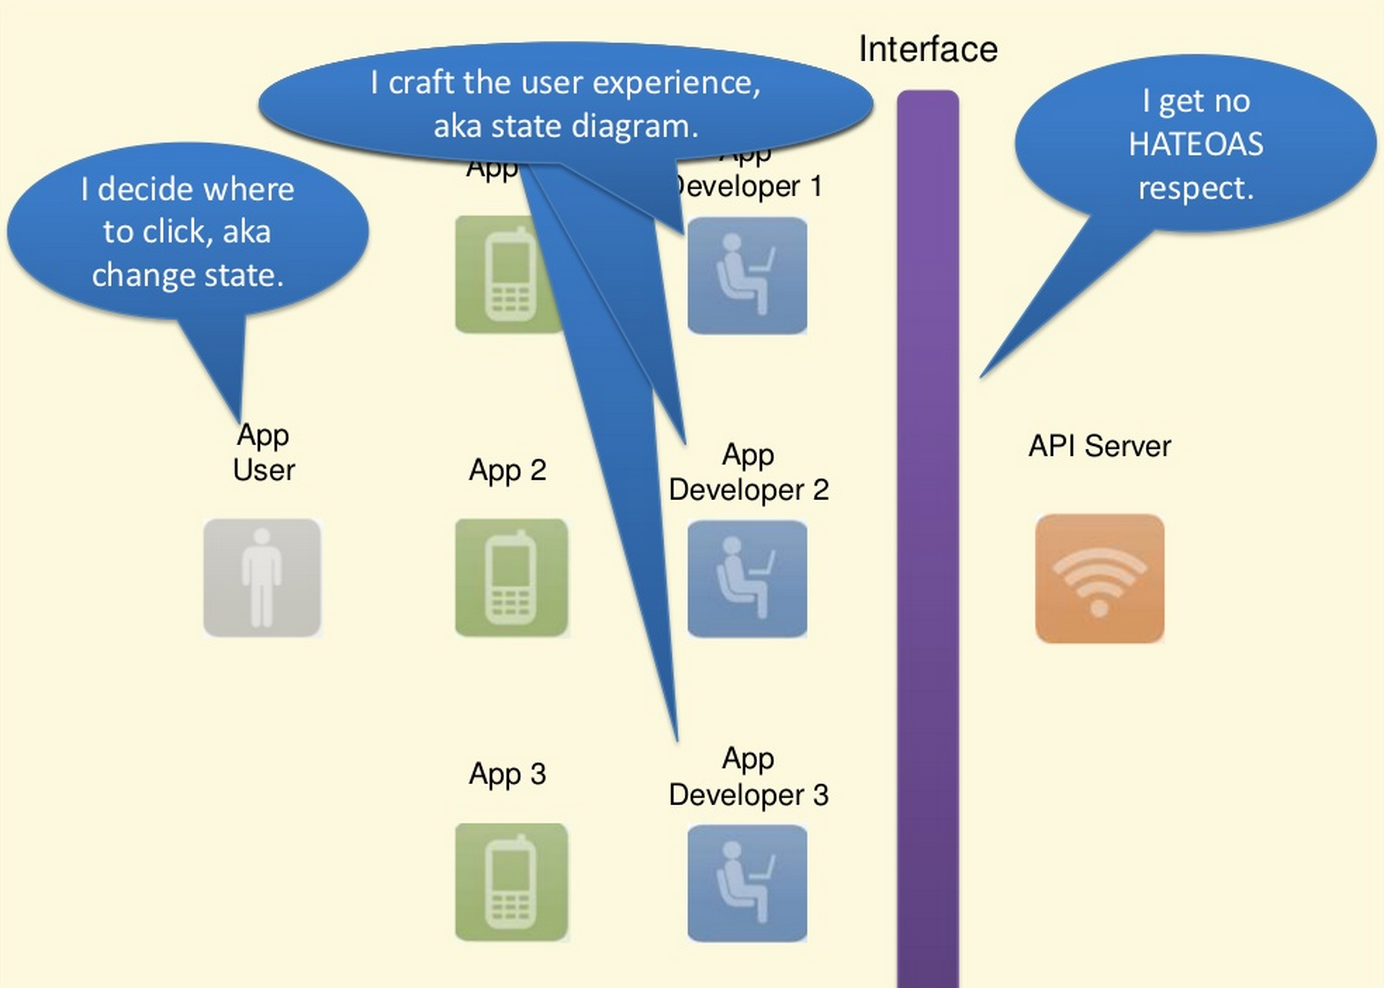 Interface
I craft the user experience,
aka state diagram.
I get no
HATEOAS
respect.
I decide where
to click, aka
change state.
App
App
Developer 1
App
User
App 2
App
Developer 2
API Server
App 3
App
Developer 3